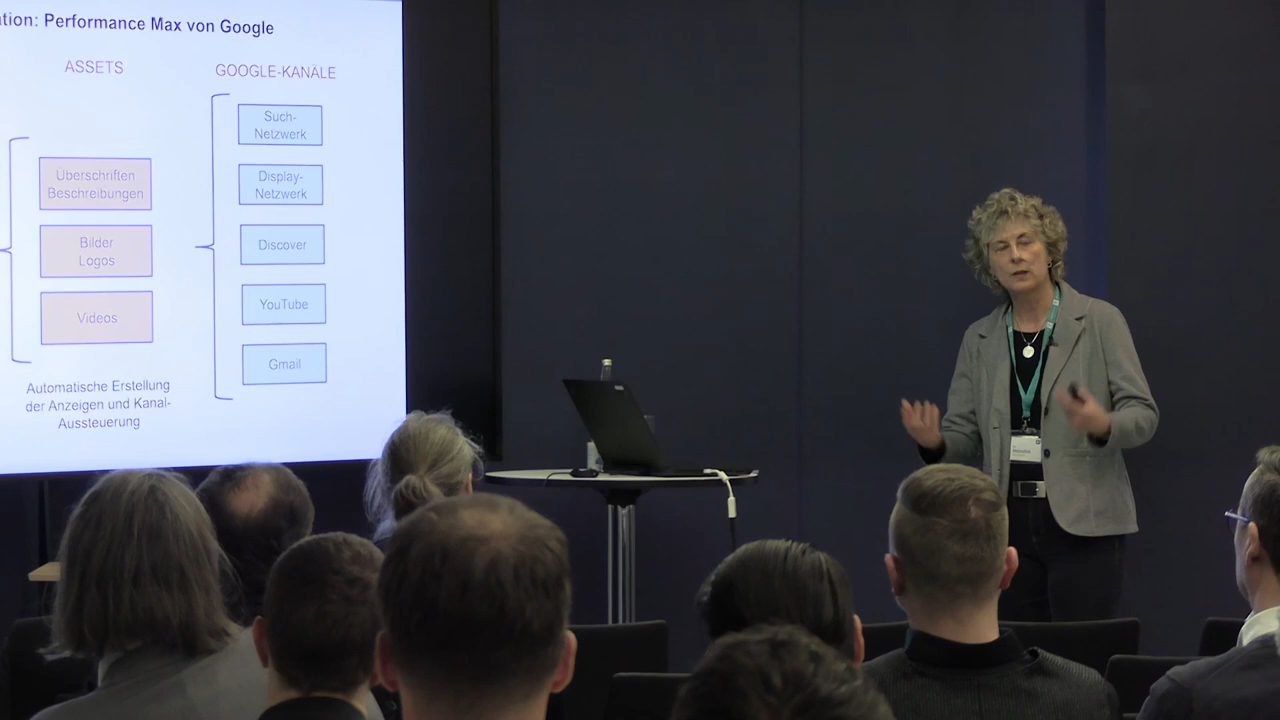 ation: Performance Max von Google
ASSETS
Überschriften
Beschreibungen
Bilder
Logos
Videos
Automatische Erstellung
der Anzeigen und Kanal-
Aussteuerung
GOOGLE-KANÄLE
Such-
Netzwerk
Display-
Netzwerk
Discover
YouTube
Gmail